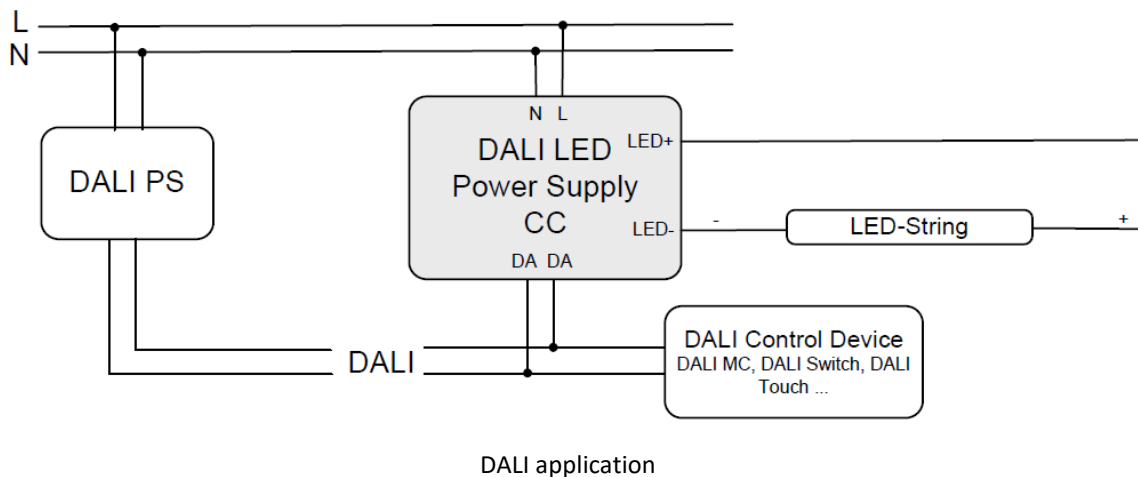 L
N
N L
DALI PS
DALI LED
Power Supply
CC
LED+
LED-
DA DA
-
LED-String
+
DALI
DALI Control Device
DALI MC, DALI Switch, DALI
Touch ...
DALI application